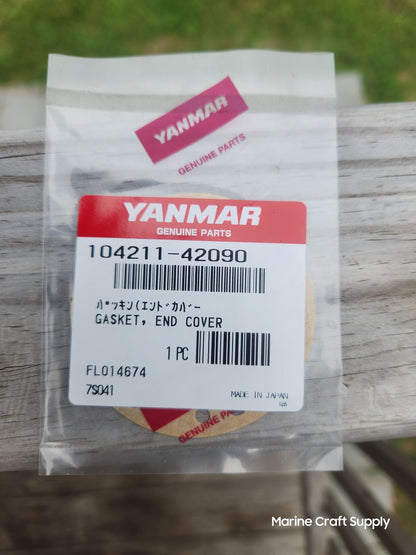 YANMAR
GENUINE PARTS
YANMAR
GENUINE PARTS
104211-42090
ﾊﾟｯｷﾝ(ｴﾝﾄﾞｶﾊﾞｰ
GASKET, END COVER
1 PC
FL014674
7S041
MADE IN JAPAN
GENUINE PARTS
Marine Craft Supply